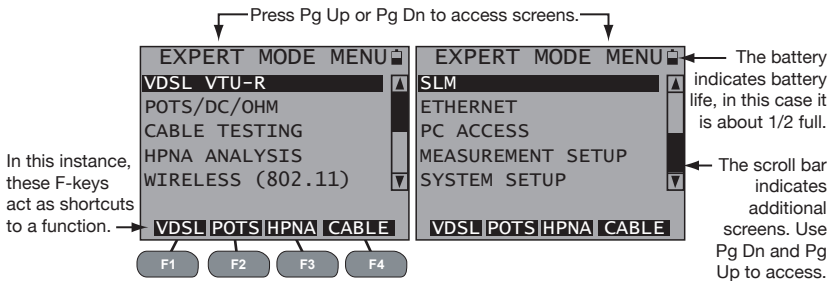 Press Pg Up or Pg Dn to access screens.
EXPERT MODE MENU
VDSL VTU-R
POTS/DC/OHM
CABLE TESTING
HPNA ANALYSIS
WIRELESS (802.11)
VDSL POTS HPNA CABLE
F1 F2 F3 F4
EXPERT MODE MENU
SLM
ETHERNET
PC ACCESS
MEASUREMENT SETUP
SYSTEM SETUP
VDSL POTS HPNA CABLE
In this instance,
these F-keys
act as shortcuts
to a function.
The battery
indicates battery
life, in this case it
is about 1/2 full.
The scroll bar
indicates
additional
screens. Use
Pg Dn and Pg
Up to access.